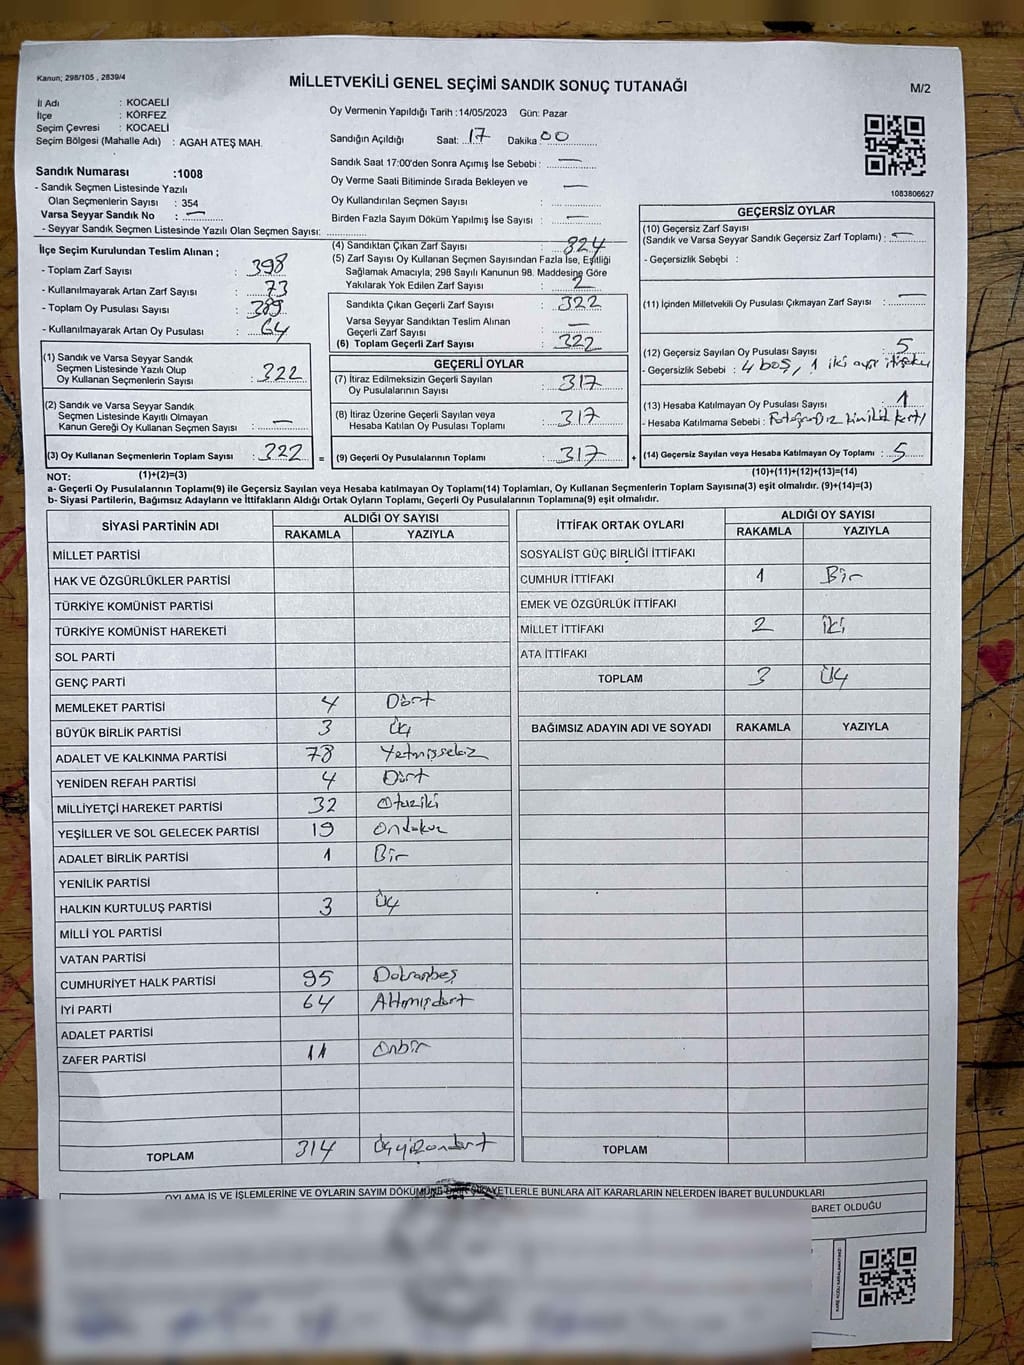 Kanun; 298/105 , 2839/4
MİLLETVEKİLİ GENEL SEÇİMİ SANDIK SONUÇ TUTANAĞI
M/2
İl Adı : KOCAELİ
İlçe : KÖRFEZ
Seçim Çevresi : KOCAELİ
Seçim Bölgesi (Mahalle Adı) : AGAH ATEŞ MAH.
Sandık Numarası :1008
- Sandık Seçmen Listesinde Yazılı
Olan Seçmenlerin Sayısı : 354
Varsa Seyyar Sandık No : —
- Seyyar Sandık Seçmen Listesinde Yazılı Olan Seçmen Sayısı:
Oy Vermenin Yapıldığı Tarih :14/05/2023 Gün: Pazar
Sandığın Açıldığı Saat: 17 Dakika 00
Sandık Saat 17:00'den Sonra Açımış İse Sebebi : —
Oy Verme Saati Bitiminde Sırada Bekleyen ve —
Oy Kullandırılan Seçmen Sayısı :
Birden Fazla Sayım Döküm Yapılmış İse Sayısı : —
1083806627
İlçe Seçim Kurulundan Teslim Alınan ;
- Toplam Zarf Sayısı : 398
- Kullanılmayarak Artan Zarf Sayısı : 73
- Toplam Oy Pusulası Sayısı : 389
- Kullanılmayarak Artan Oy Pusulası : 64
(4) Sandıktan Çıkan Zarf Sayısı : 824
(5) Zarf Sayısı Oy Kullanan Seçmen Sayısından Fazla İse, Eşitliği
Sağlamak Amacıyla; 298 Sayılı Kanunun 98. Maddesine Göre
Yakılarak Yok Edilen Zarf Sayısı : 2
Sandıkta Çıkan Geçerli Zarf Sayısı : 322
Varsa Seyyar Sandıktan Teslim Alınan
Geçerli Zarf Sayısı : —
(6) Toplam Geçerli Zarf Sayısı : 322
GEÇERSİZ OYLAR
(10) Geçersiz Zarf Sayısı
(Sandık ve Varsa Seyyar Sandık Geçersiz Zarf Toplamı) : —
- Geçersizlik Sebebi :
(11) İçinden Milletvekili Oy Pusulası Çıkmayan Zarf Sayısı : —
(12) Geçersiz Sayılan Oy Pusulası Sayısı : 5
- Geçersizlik Sebebi : 4 boş, 1 iki ayrı
(13) Hesaba Katılmayan Oy Pusulası Sayısı : 1
- Hesaba Katılmama Sebebi : Fotoğrafsız kimlik kartı
(14) Geçersiz Sayılan veya Hesaba Katılmayan Oy Toplamı : 5
(10)+(11)+(12)+(13)=(14)
(1) Sandık ve Varsa Seyyar Sandık
Seçmen Listesinde Yazılı Olup
Oy Kullanan Seçmenlerin Sayısı : 322
(2) Sandık ve Varsa Seyyar Sandık
Seçmen Listesinde Kayıtlı Olmayan
Kanun Gereği Oy Kullanan Seçmen Sayısı : —
(3) Oy Kullanan Seçmenlerin Toplam Sayısı : 322 =
(1)+(2)=(3)
GEÇERLİ OYLAR
(7) İtiraz Edilmeksizin Geçerli Sayılan
Oy Pusulalarının Sayısı : 317
(8) İtiraz Üzerine Geçerli Sayılan veya
Hesaba Katılan Oy Pusulası Toplamı : 317
(9) Geçerli Oy Pusulalarının Toplamı : 317 +
NOT:
a- Geçerli Oy Pusulalarının Toplamı(9) ile Geçersiz Sayılan veya Hesaba Katılmayan Oy Toplamı(14) Toplamları, Oy Kullanan Seçmenlerin Toplam Sayısına(3) eşit olmalıdır. (9)+(14)=(3)
b- Siyasi Partilerin, Bağımsız Adayların ve İttifakların Aldığı Ortak Oyların Toplamı, Geçerli Oy Pusulalarının Toplamına(9) eşit olmalıdır.
SİYASİ PARTİNİN ADI ALDIĞI OY SAYISI
RAKAMLA YAZIYLA
MİLLET PARTİSİ
HAK VE ÖZGÜRLÜKLER PARTİSİ
TÜRKİYE KOMÜNİST PARTİSİ
TÜRKİYE KOMÜNİST HAREKETİ
SOL PARTİ
GENÇ PARTİ
MEMLEKET PARTİSİ 4 Dört
BÜYÜK BİRLİK PARTİSİ 3 Üç
ADALET VE KALKINMA PARTİSİ 78 Yetmişsekiz
YENİDEN REFAH PARTİSİ 4 Dört
MİLLİYETÇİ HAREKET PARTİSİ 32 Otuziki
YEŞİLLER VE SOL GELECEK PARTİSİ 19 Ondokuz
ADALET BİRLİK PARTİSİ 1 Bir
YENİLİK PARTİSİ
HALKIN KURTULUŞ PARTİSİ 3 Üç
MİLLİ YOL PARTİSİ
VATAN PARTİSİ
CUMHURİYET HALK PARTİSİ 95 Doksanbeş
İYİ PARTİ 64 Altmışdört
ADALET PARTİSİ
ZAFER PARTİSİ 11 Onbir
TOPLAM 314 Üçyüzondört
İTTİFAK ORTAK OYLARI ALDIĞI OY SAYISI
RAKAMLA YAZIYLA
SOSYALİST GÜÇ BİRLİĞİ İTTİFAKI
CUMHUR İTTİFAKI 1 Bir
EMEK VE ÖZGÜRLÜK İTTİFAKI
MİLLET İTTİFAKI 2 İki
ATA İTTİFAKI
TOPLAM 3 Üç
BAĞIMSIZ ADAYIN ADI VE SOYADI RAKAMLA YAZIYLA
TOPLAM
OYLAMA İŞ VE İŞLEMLERİNE VE OYLARIN SAYIM DÖKÜMÜNE DAİR ŞİKAYETLERLE BUNLARA AİT KARARLARIN NELERDEN İBARET BULUNDUKLARI
BARET OLDUĞU